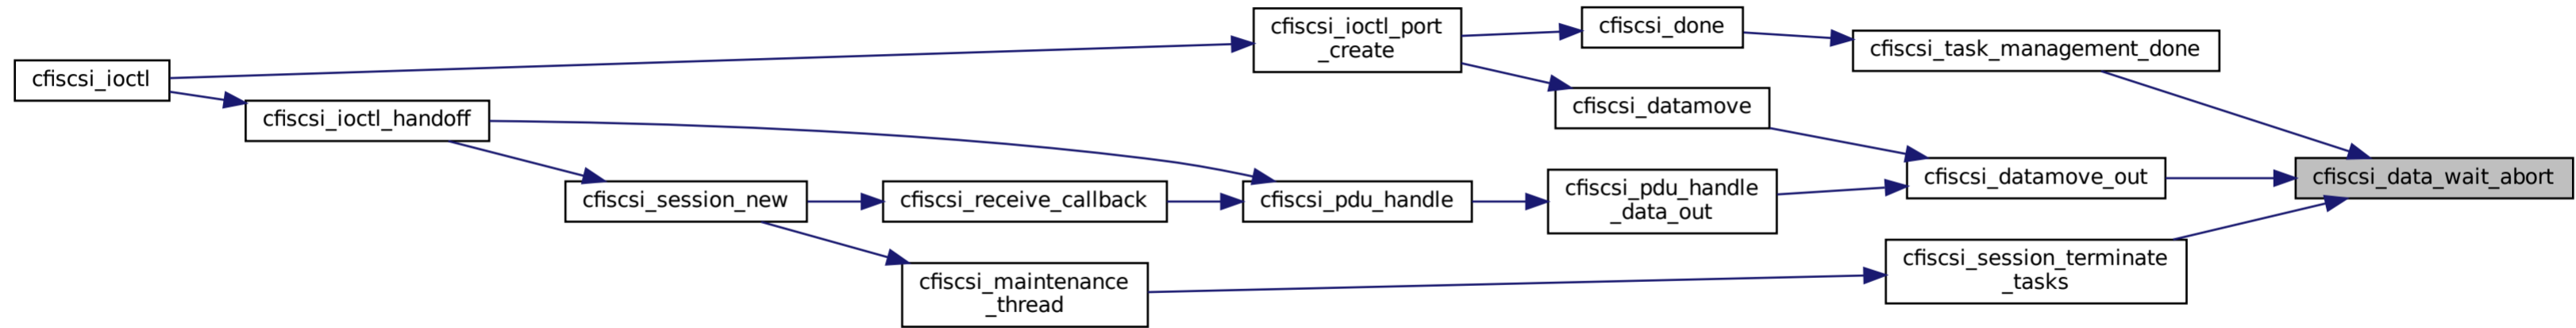 cfiscsi_ioctl
cfiscsi_ioctl_handoff
cfiscsi_session_new
cfiscsi_receive_callback
cfiscsi_maintenance
_thread
cfiscsi_ioctl_port
_create
cfiscsi_pdu_handle
cfiscsi_done
cfiscsi_datamove
cfiscsi_pdu_handle
_data_out
cfiscsi_task_management_done
cfiscsi_datamove_out
cfiscsi_session_terminate
_tasks
cfiscsi_data_wait_abort